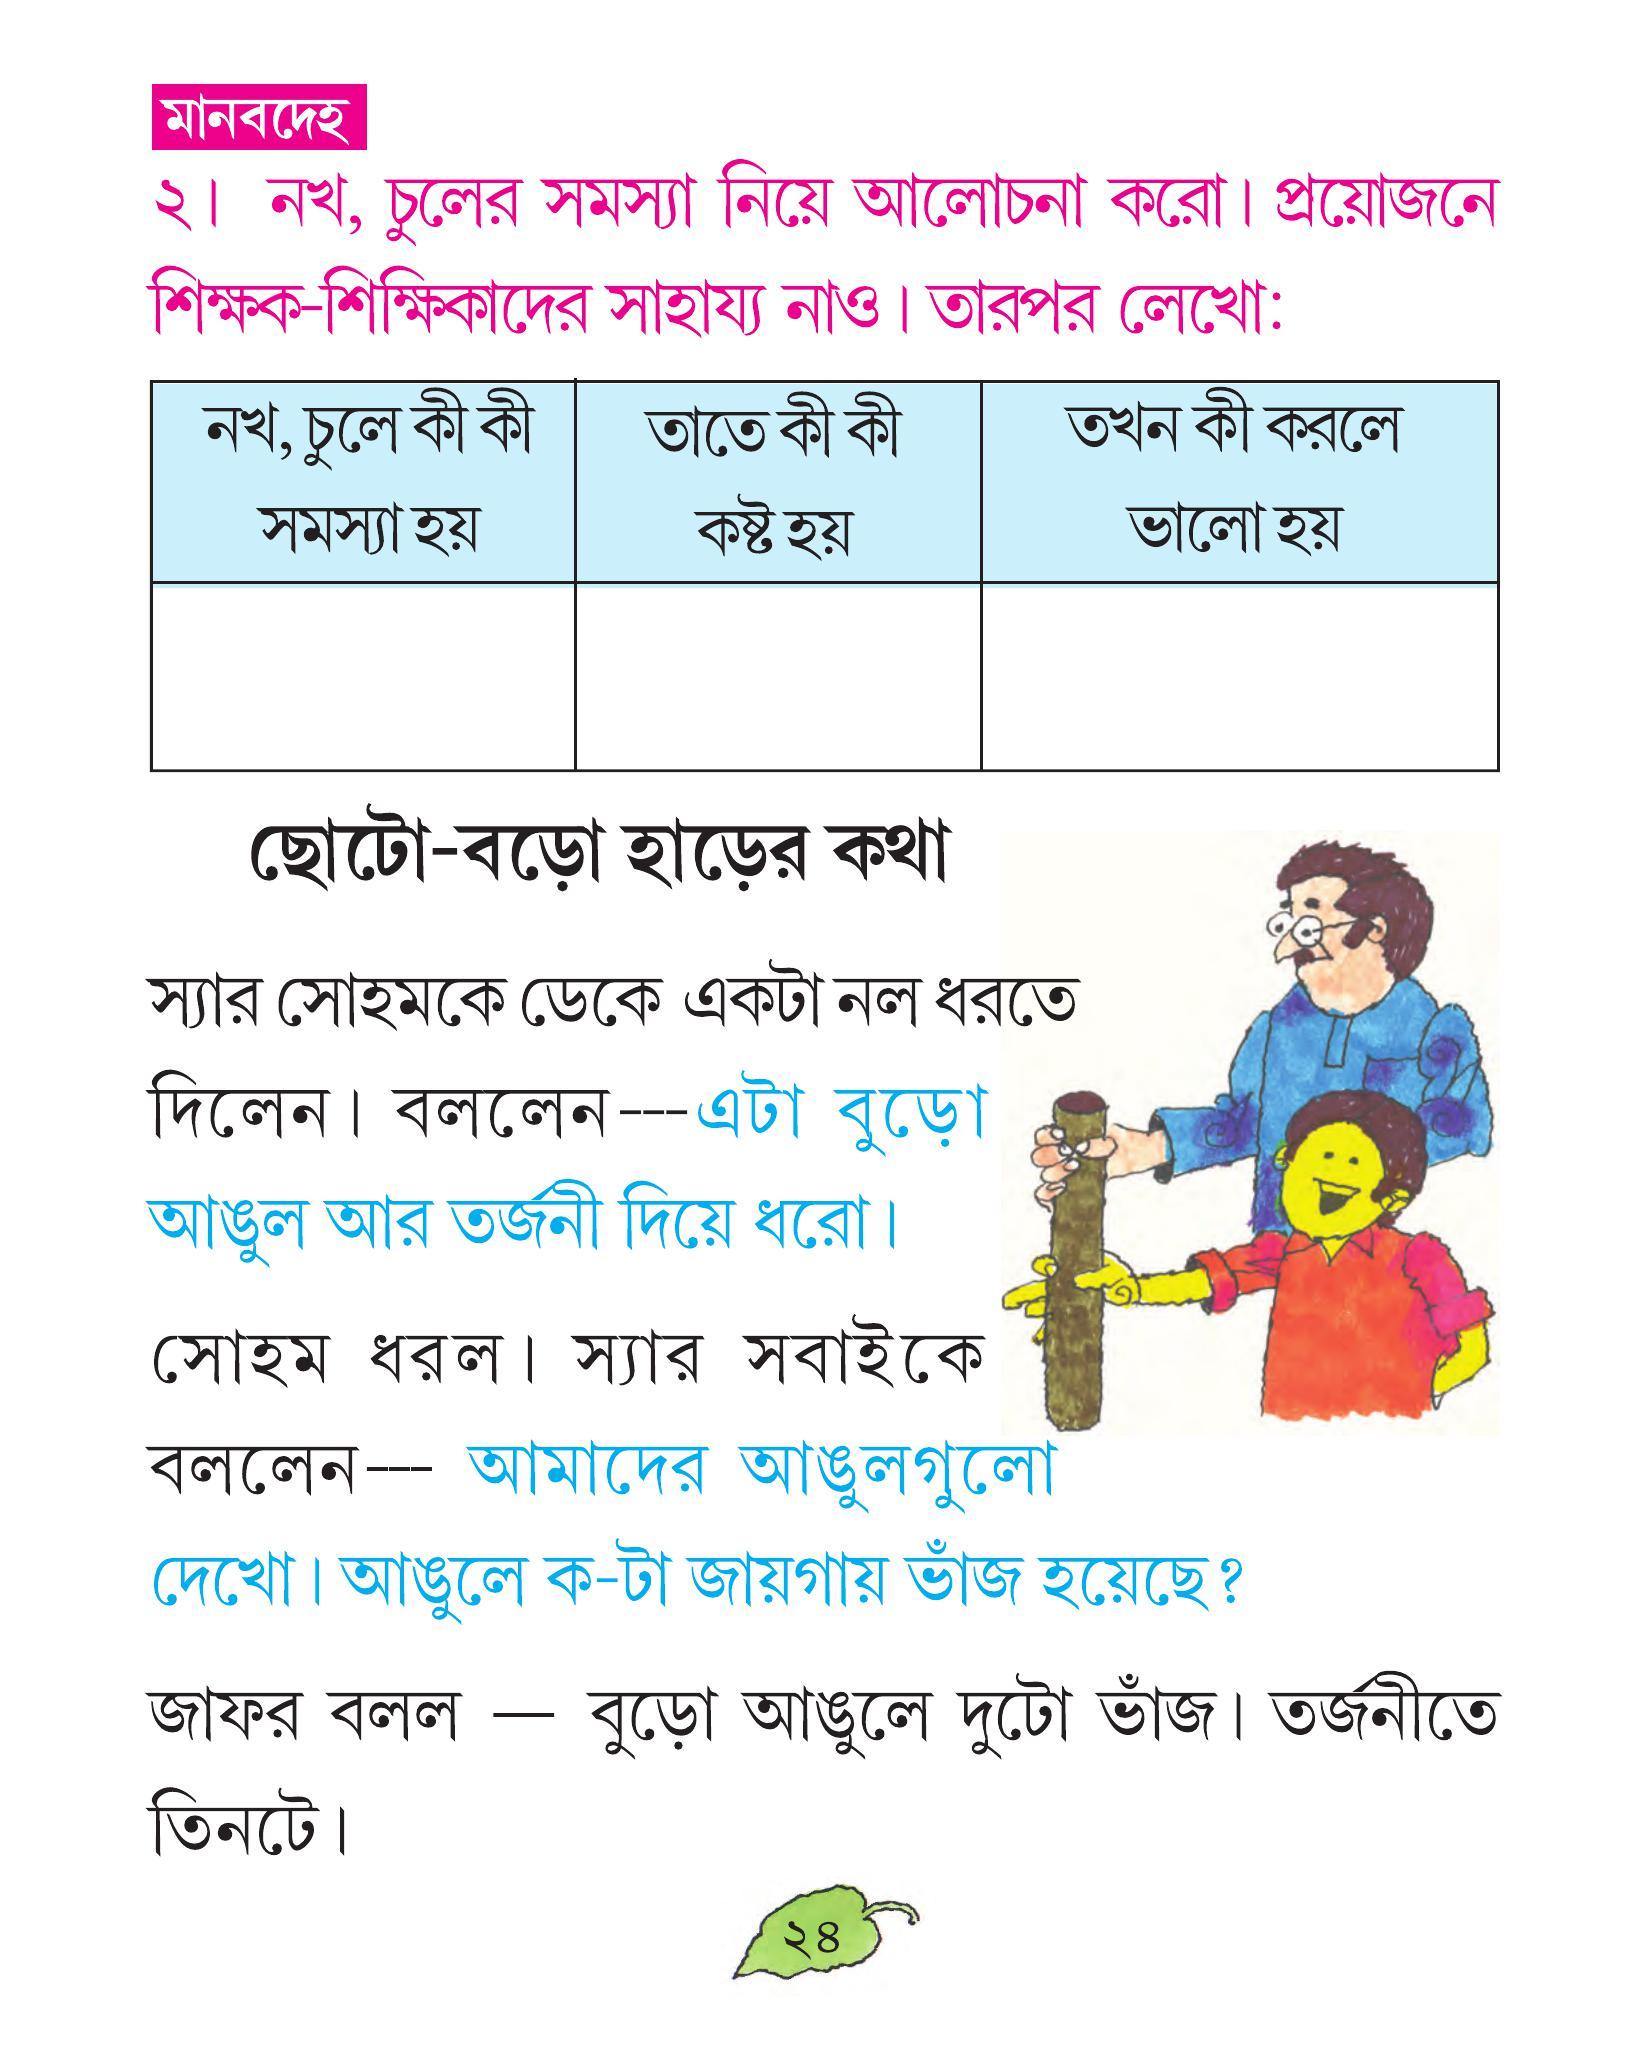 মানবদেহ
২। নখ, চুলের সমস্যা নিয়ে আলোচনা করো। প্রয়োজনে
শিক্ষক-শিক্ষিকাদের সাহায্য নাও। তারপর লেখো:
নখ, চুলে কী কী
সমস্যা হয়
তাতে কী কী
কষ্ট হয়
তখন কী করলে
ভালো হয়
ছোটো-বড়ো হাড়ের কথা
স্যার সোহমকে ডেকে একটা নল ধরতে
দিলেন। বললেন---এটা বুড়ো
আঙুল আর তর্জনী দিয়ে ধরো।
সোহম ধরল। স্যার সবাইকে
বললেন--- আমাদের আঙুলগুলো
দেখো। আঙুলে ক-টা জায়গায় ভাঁজ হয়েছে?
জাফর বলল — বুড়ো আঙুলে দুটো ভাঁজ। তর্জনীতে
তিনটে।
২৪